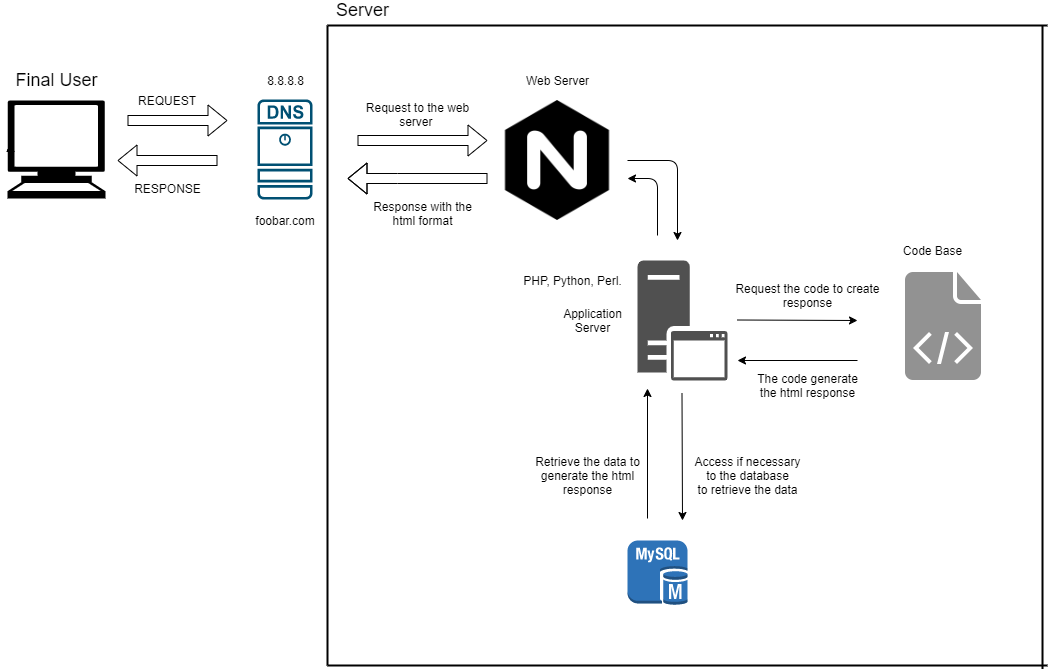 Server
Final User
REQUEST
RESPONSE
8.8.8.8
DNS
foobar.com
Request to the web
server
Response with the
html format
Web Server
N
PHP, Python, Perl.
Application
Server
Request the code to create
response
The code generate
the html response
Code Base
</>
Retrieve the data to
generate the html
response
Access if necessary
to the database
to retrieve the data
MySQL
M